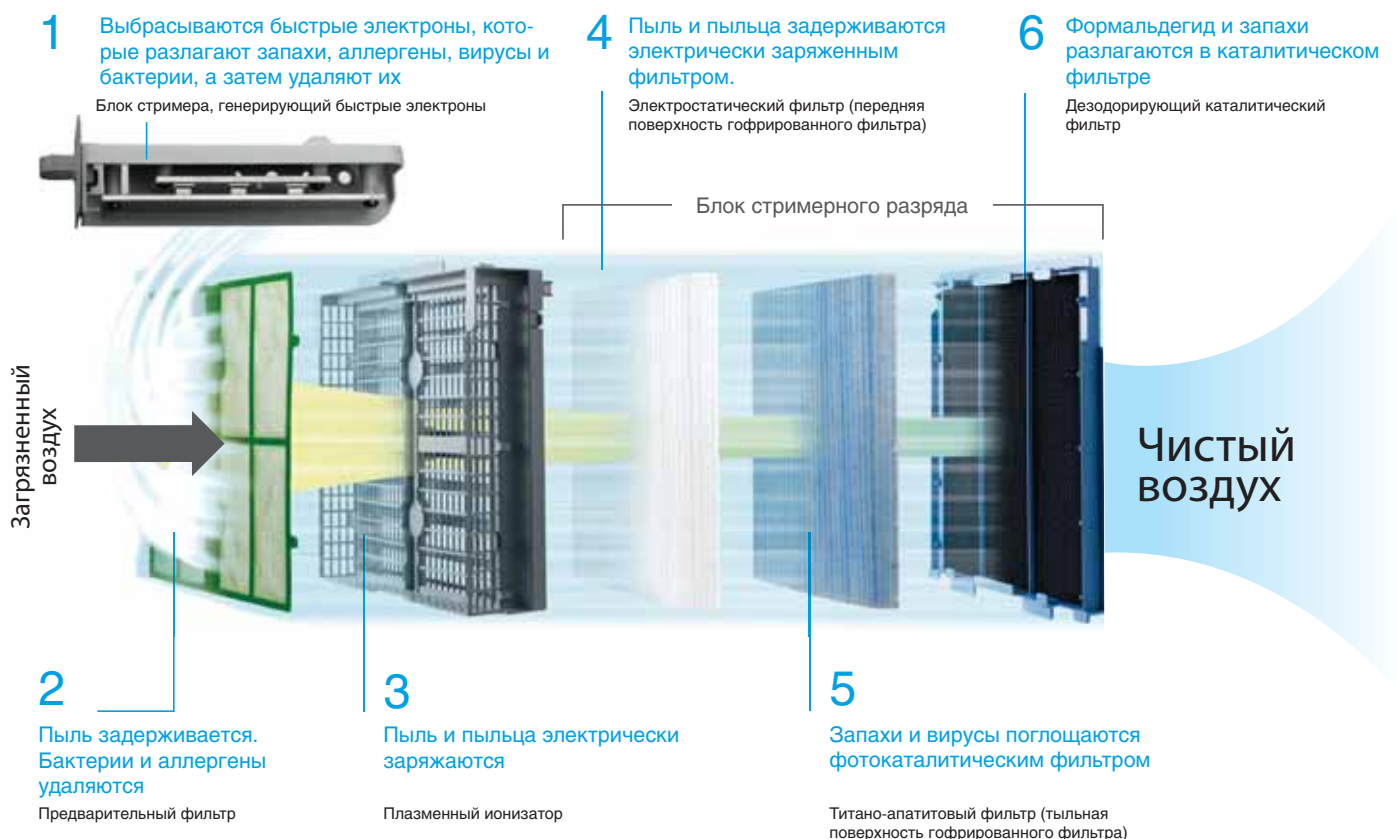 1
Выбрасываются быстрые электроны, кото-
рые разлагают запахи, аллергены, вирусы и
бактерии, а затем удаляют их
Блок стримера, генерирующий быстрые электроны
4
Пыль и пыльца задерживаются
электрически заряженным
фильтром.
Электростатический фильтр (передняя
поверхность гофрированного фильтра)
6
Формальдегид и запахи
разлагаются в каталитическом
фильтре
Дезодорирующий каталитический
фильтр
Блок стримерного разряда
Загрязненный
воздух
Чистый
воздух
2
Пыль задерживается.
Бактерии и аллергены
удаляются
Предварительный фильтр
3
Пыль и пыльца электрически
заряжаются
Плазменный ионизатор
5
Запахи и вирусы поглощаются
фотокаталитическим фильтром
Титано-апатитовый фильтр (тыльная
поверхность гофрированного фильтра)